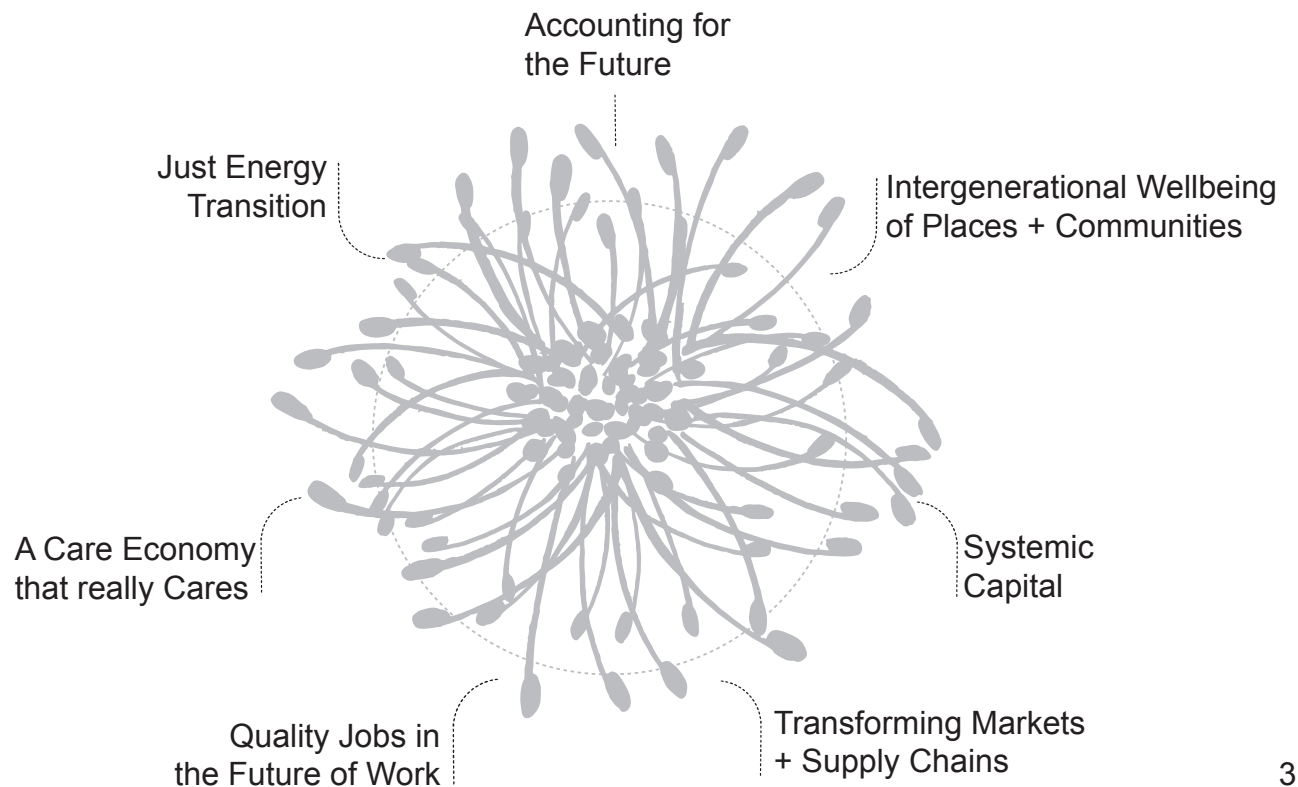 Accounting for
the Future
Just Energy
Transition
Intergenerational Wellbeing
of Places + Communities
A Care Economy
that really Cares
Systemic
Capital
Quality Jobs in
the Future of Work
Transforming Markets
+ Supply Chains
3